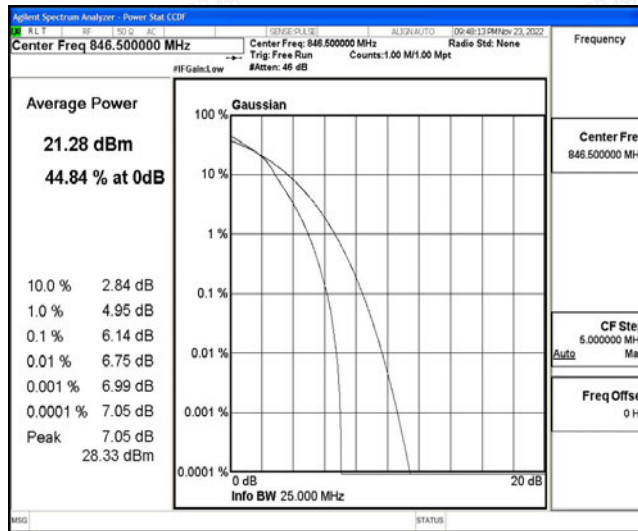 Agilent Spectrum Analyzer - Power Stat CCDF
RLT RF 50 Ω AC SENSE:PULSE ALIGN AUTO 09:48:13 PM Nov 23, 2022
Center Freq 846.500000 MHz
Center Freq: 846.500000 MHz Radio Std: None
Trig: Free Run Counts:1.00 M/1.00 Mpt
#IFGain:Low #Atten: 46 dB
Frequency
Average Power
21.28 dBm
44.84 % at 0dB
10.0 % 2.84 dB
1.0 % 4.95 dB
0.1 % 6.14 dB
0.01 % 6.75 dB
0.001 % 6.99 dB
0.0001 % 7.05 dB
Peak 7.05 dB
28.33 dBm
Gaussian
100 %
10 %
1 %
0.1 %
0.01 %
0.001 %
0.0001 %
0 dB 20 dB
Info BW 25.000 MHz
Center Fre
846.500000 MH
CF Ste
5.000000 MH
Auto Ma
Freq Offse
0 H
MSG STATUS